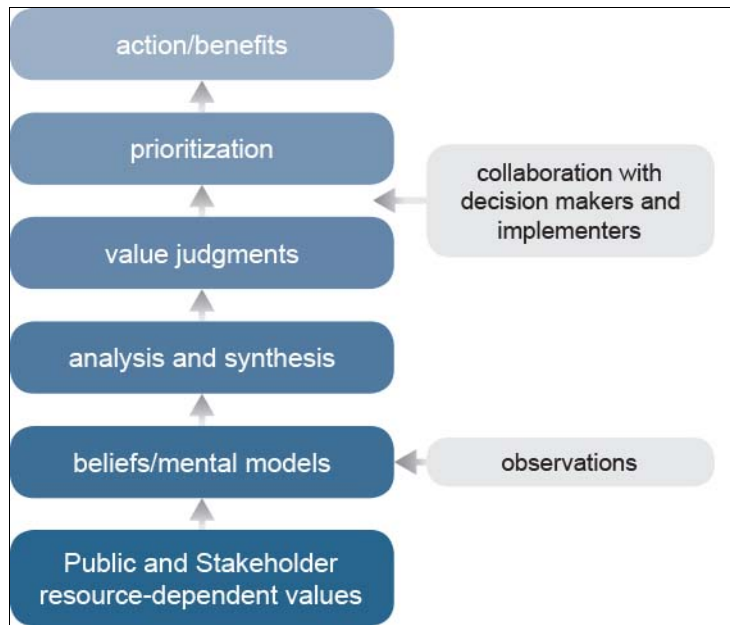 action/benefits
prioritization
collaboration with
decision makers and
implementers
value judgments
analysis and synthesis
beliefs/mental models
observations
Public and Stakeholder
resource-dependent values